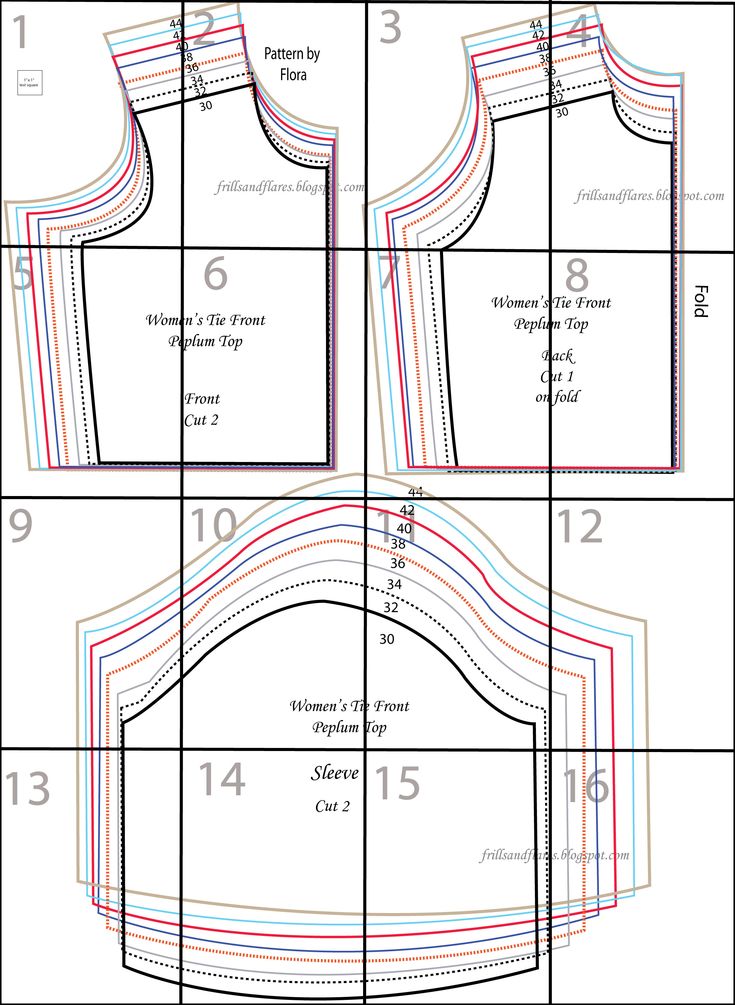 1
2
3
4
44
42
40
38
36
34
32
30
1" x 1"
test square
Pattern by
Flora
44
42
40
38
36
34
32
30
frillsandflares.blogspot.com
frillsandflares.blogspot.com
5
6
7
8
Women's Tie Front
Peplum Top
Front
Cut 2
Women's Tie Front
Peplum Top
Back
Cut 1
on fold
Fold
9
10
11
12
44
42
40
38
36
34
32
30
Women's Tie Front
Peplum Top
13
14
15
16
Sleeve
Cut 2
frillsandflares.blogspot.com